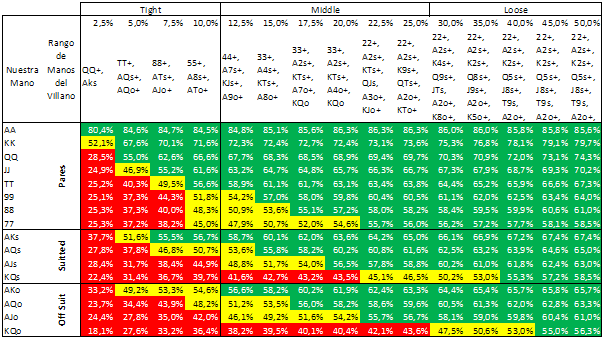 Tight Middle Loose
2,5% 5,0% 7,5% 10,0% 12,5% 15,0% 17,5% 20,0% 22,5% 25,0% 30,0% 35,0% 40,0% 45,0% 50,0%
Nuestra
Mano
Rango
de
Manos
del
Villano
QQ+,
Aks
TT+,
AQs+,
AQo+
88+,
ATs+,
AJo+
55+,
A8s+,
ATo+
44+,
A7s+,
KJs+,
A9o+
33+,
A4s+,
KTs+,
A8o+
33+,
A2s+,
KTs+,
A7o+,
KQo
33+,
A2s+,
KTs+,
A4o+,
KQo
22+,
A2s+,
KTs+,
QJs,
A3o+,
KJo+
22+,
A2s+,
K9s+,
QTs+,
A2o+,
KTo+
22+,
A2s+,
K4s+,
Q9s+,
JTs,
A2o+,
K8o+,
22+,
A2s+,
K2s+,
Q8s+,
J9s,
A2o+,
K5o+,
22+,
A2s+,
K2s+,
Q5s+,
J8s+,
T9s,
A2o+,
22+,
A2s+,
K2s+,
Q5s+,
J8s+,
T9s,
A2o+,
22+,
A2s+,
K2s+,
Q5s+,
J8s+,
T9s,
A2o+,
Pares
AA 80,4% 84,6% 84,7% 84,5% 84,8% 85,1% 85,6% 86,3% 86,3% 86,3% 86,0% 86,0% 85,8% 85,8% 85,6%
KK 52,1% 67,6% 70,1% 71,6% 72,3% 72,4% 72,7% 72,4% 73,1% 73,6% 75,3% 76,8% 78,1% 79,1% 79,7%
QQ 28,5% 55,0% 62,6% 66,6% 67,7% 68,3% 68,5% 68,9% 69,4% 69,7% 70,3% 70,9% 72,0% 73,1% 74,3%
JJ 24,9% 46,9% 55,2% 61,6% 63,2% 64,7% 64,8% 65,7% 66,3% 66,4% 67,3% 67,9% 68,7% 69,3% 70,2%
TT 25,2% 40,3% 49,5% 56,6% 58,9% 61,1% 61,7% 63,1% 63,4% 63,8% 64,4% 65,2% 65,9% 66,6% 67,3%
99 25,1% 37,3% 44,3% 51,8% 54,2% 57,0% 58,0% 59,8% 60,4% 60,5% 61,1% 62,0% 62,5% 63,4% 64,0%
88 25,3% 37,3% 40,0% 48,3% 50,9% 53,6% 55,1% 57,2% 58,0% 58,2% 58,4% 59,5% 59,9% 60,6% 61,0%
77 25,3% 37,2% 38,0% 45,0% 47,9% 50,7% 52,0% 54,6% 55,7% 56,0% 56,2% 57,2% 57,7% 58,1% 58,5%
Suitered
AKs 37,7% 51,6% 55,5% 56,7% 58,7% 60,1% 62,0% 63,6% 64,2% 65,0% 66,1% 66,9% 67,2% 67,4% 67,4%
AQs 27,8% 37,8% 46,8% 50,7% 53,6% 55,8% 58,2% 60,2% 60,8% 61,6% 62,5% 63,2% 63,9% 64,6% 65,0%
AJs 28,4% 31,7% 38,4% 44,9% 48,8% 51,7% 54,0% 56,5% 57,8% 58,8% 60,2% 61,0% 61,8% 62,4% 63,0%
KQs 22,4% 31,4% 36,7% 39,7% 41,6% 42,7% 43,2% 43,5% 45,1% 46,5% 50,2% 53,0% 55,3% 57,2% 58,5%
Off Suit
AKo 33,2% 49,2% 53,3% 54,6% 56,6% 58,2% 60,2% 61,9% 62,4% 63,3% 64,4% 65,4% 65,7% 65,8% 65,7%
AQo 23,7% 34,4% 43,9% 48,2% 51,2% 53,5% 56,0% 58,2% 58,6% 59,6% 60,5% 61,3% 62,0% 62,8% 63,3%
AJo 24,4% 27,8% 35,0% 42,0% 46,1% 49,2% 51,6% 54,2% 55,7% 56,7% 58,1% 59,0% 59,8% 60,4% 61,0%
KQo 18,1% 27,6% 33,2% 36,4% 38,2% 39,5% 40,1% 40,4% 42,1% 43,6% 47,5% 50,6% 53,0% 55,0% 56,3%